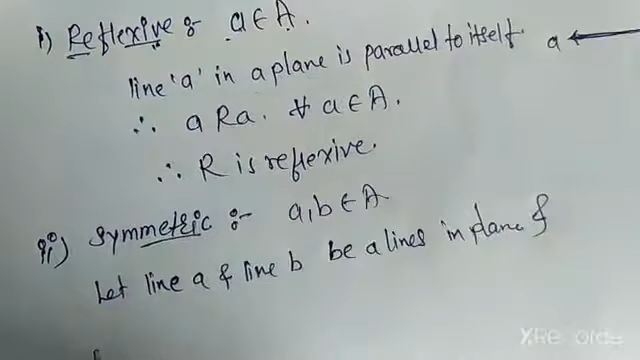 i) Reflexive :- a ∈ A.
line 'a' in a plane is parallel to itself. a
∴ a R a. ∀ a ∈ A.
∴ R is reflexive.
ii) Symmetric :- a, b ∈ A
Let line a & line b be a lines in plane &
XRecorder